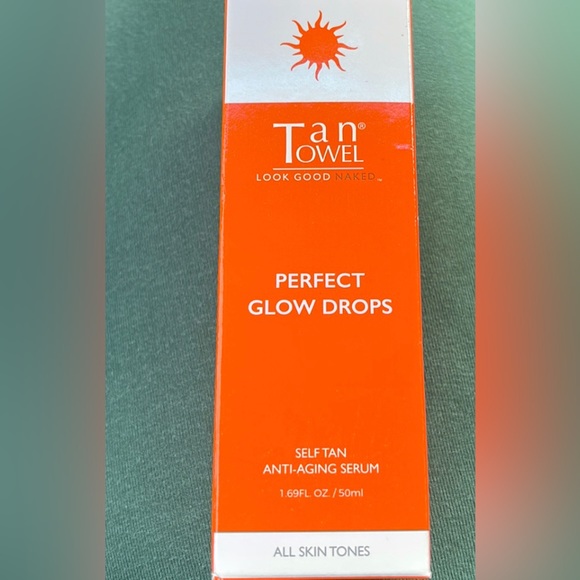 Tan®
TOWEL
LOOK GOOD NAKED™
PERFECT
GLOW DROPS
SELF TAN
ANTI-AGING SERUM
1.69FL. OZ. / 50ml
ALL SKIN TONES